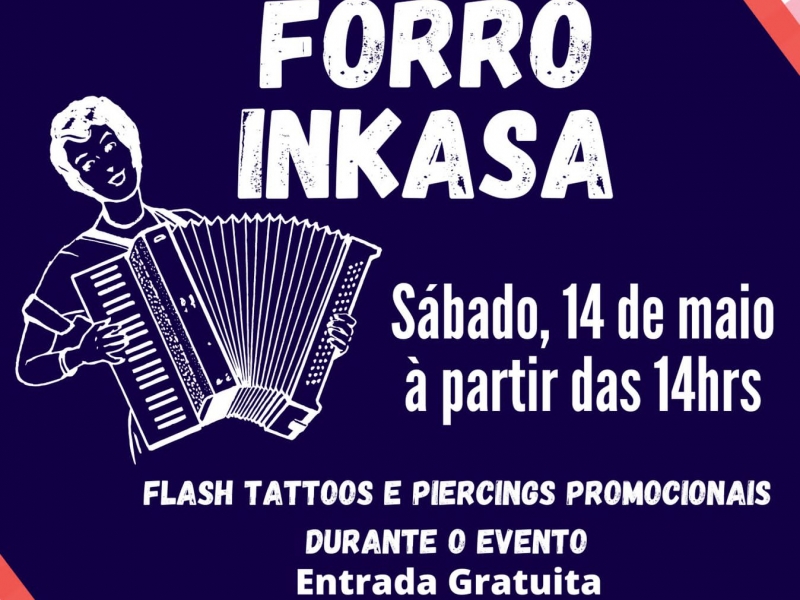 FORRO
INKASA
Sábado, 14 de maio
à partir das 14hrs
FLASH TATTOOS E PIERCINGS PROMOCIONAIS
DURANTE O EVENTO
Entrada Gratuita